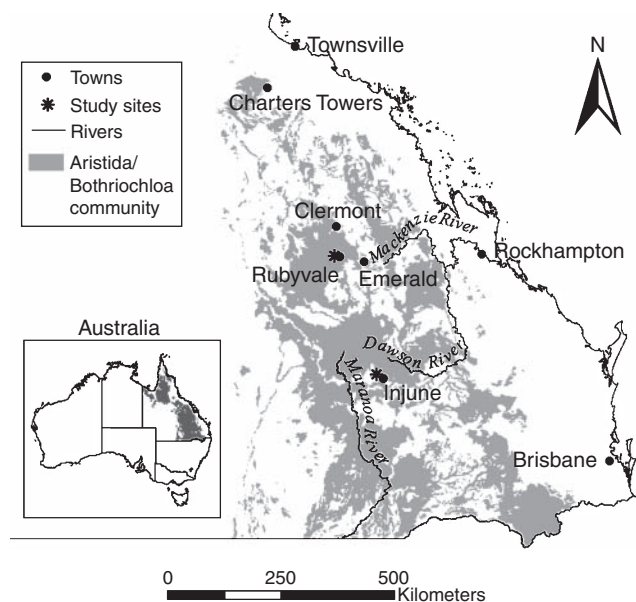 Townsville
N
Towns
Study sites
Rivers
Aristida/
Bothriochloa
community
Charters Towers
Clermont
Mackenzie River
Rockhampton
Rubyvale
Emerald
Australia
Dawson River
Maranoa River
Injune
Brisbane
0 250 500
Kilometers